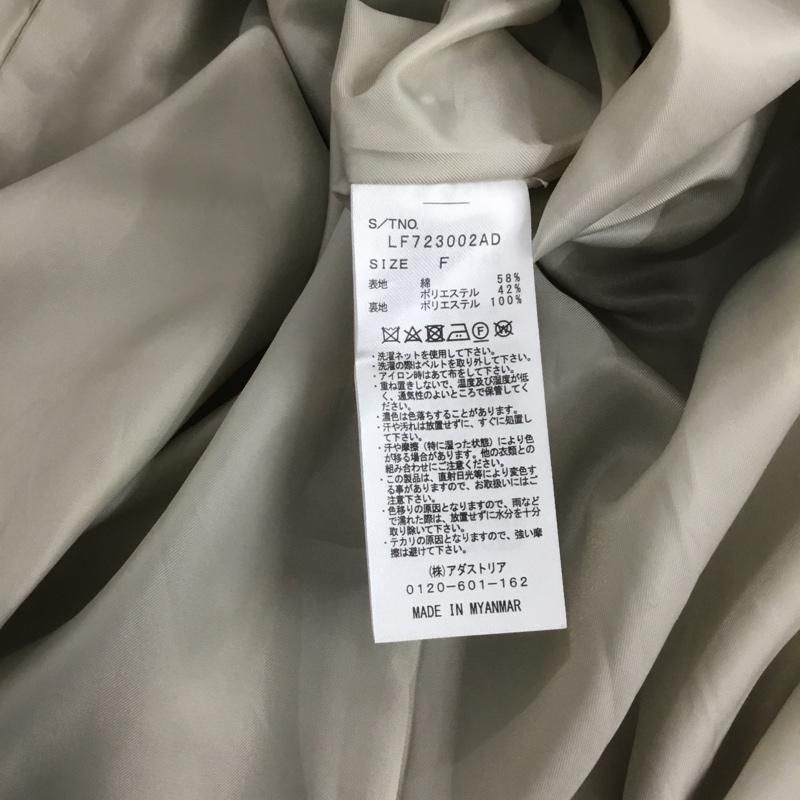 S/TNO.
LF723002AD
SIZE F
表地 綿 58%
ポリエステル 42%
裏地 ポリエステル 100%
・洗濯ネットを使用して下さい。
・洗濯の際はベルトを取り外して下さい。
・アイロン時はあて布をして下さい。
・重ね置きしないで、温度及び湿度が低
く、通気性のよいところで保管してく
ださい。
・濃色は色落ちすることがあります。
・汗や汚れは放置せずに、すぐに処置し
て下さい。
・汗や摩擦（特に湿った状態）により色
が移る場合があります。他の衣類との
組み合わせにご注意ください。
・この製品は、直射日光等により変色す
る事がありますので、お取扱いにはご
注意下さい。
・色移りの原因となりますので、雨など
で濡れた際は、放置せずに水分を十分
取り除いて下さい。
・テカリの原因となりますので、強い摩
擦は避けて下さい。
(株)アダストリア
0120-601-162
MADE IN MYANMAR